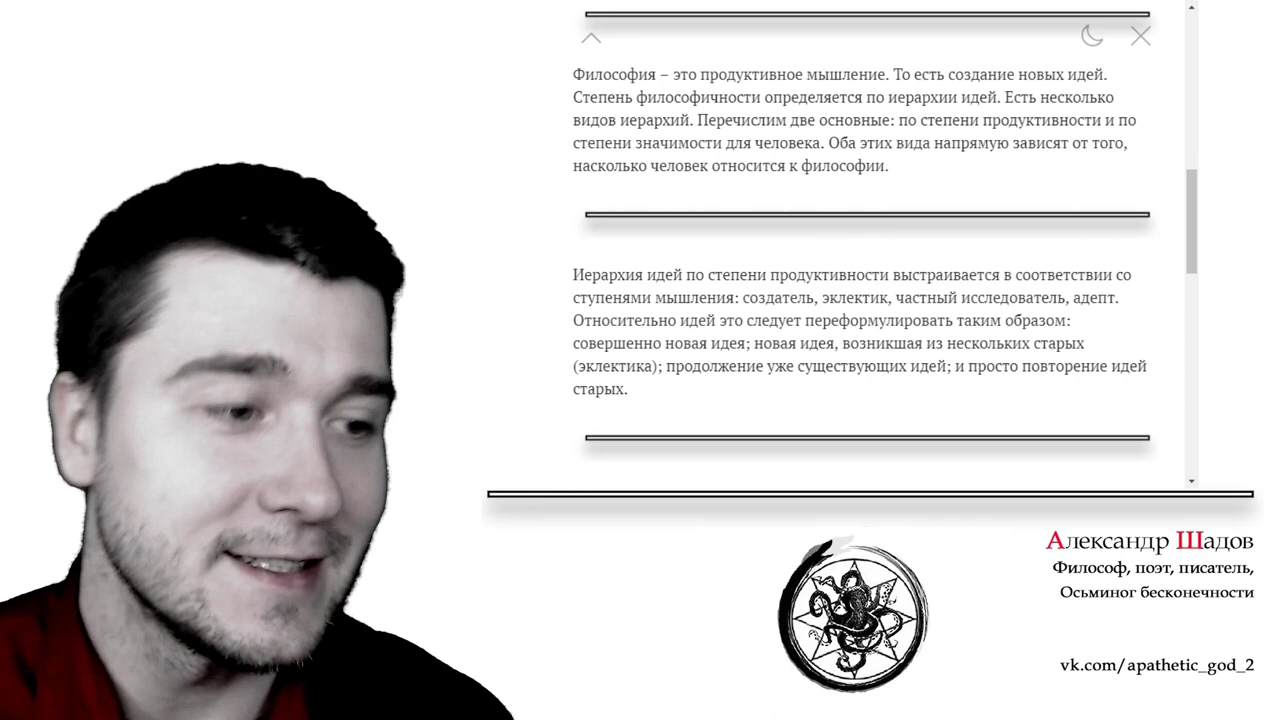 Философия – это продуктивное мышление. То есть создание новых идей.
Степень философичности определяется по иерархии идей. Есть несколько
видов иерархий. Перечислим две основные: по степени продуктивности и по
степени значимости для человека. Оба этих вида напрямую зависят от того,
насколько человек относится к философии.
Иерархия идей по степени продуктивности выстраивается в соответствии со
ступенями мышления: создатель, эклектик, частный исследователь, адепт.
Относительно идей это следует переформулировать таким образом:
совершенно новая идея; новая идея, возникшая из нескольких старых
(эклектика); продолжение уже существующих идей; и просто повторение идей
старых.
Александр Шадов
Философ, поэт, писатель,
Осьминог бесконечности
vk.com/apathetic_god_2